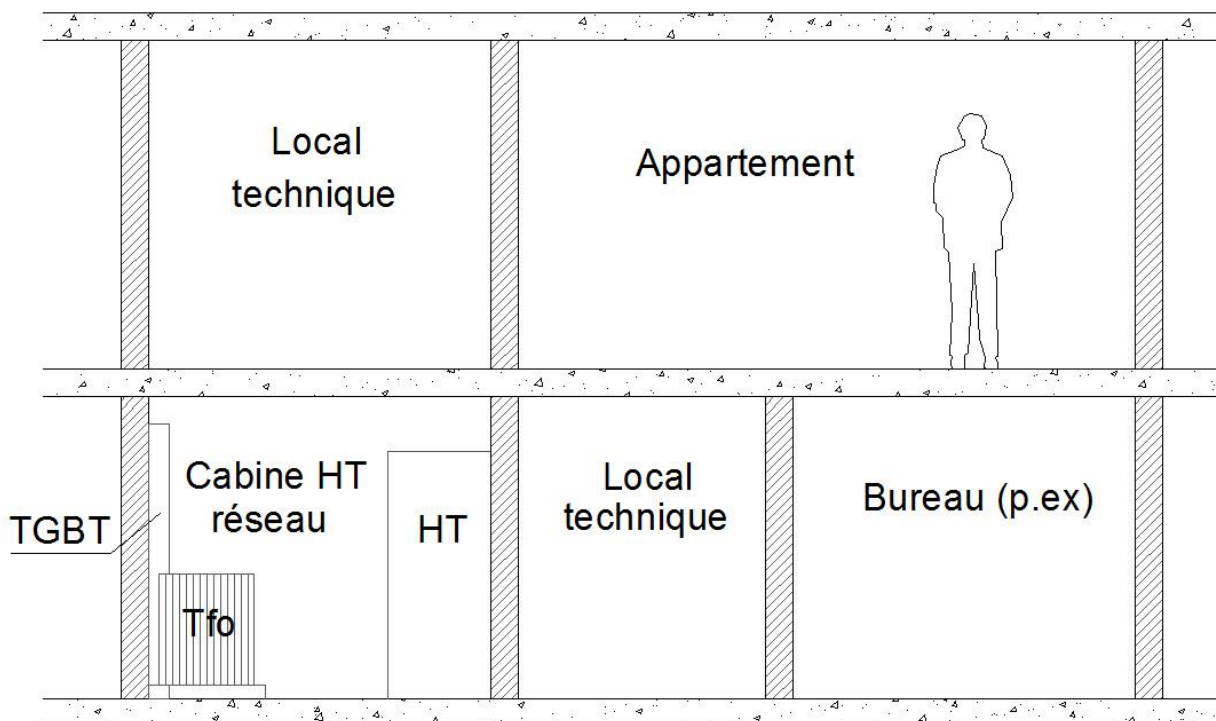 Local
technique
Appartement
Cabine HT
réseau
TGBT
HT
Tfo
Local
technique
Bureau (p.ex)